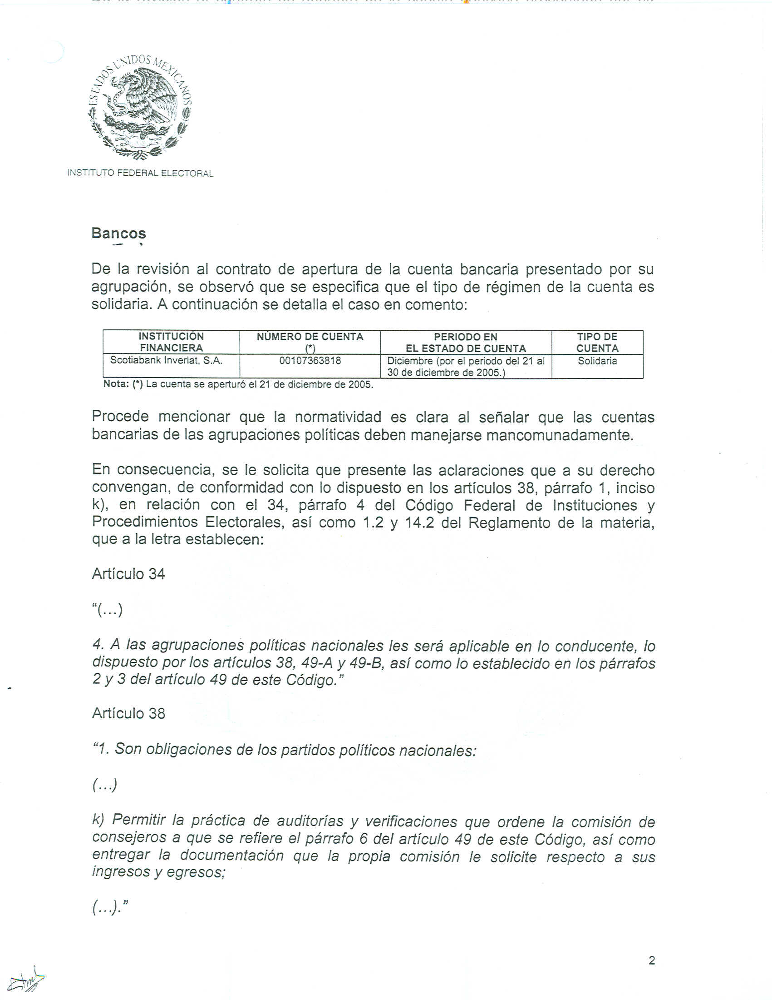 ESTADOS UNIDOS MEXICANOS
INSTITUTO FEDERAL ELECTORAL
Bancos
De la revisión al contrato de apertura de la cuenta bancaria presentado por su
agrupación, se observó que se especifica que el tipo de régimen de la cuenta es
solidaria. A continuación se detalla el caso en comento:
INSTITUCIÓN FINANCIERA
NÚMERO DE CUENTA (*)
PERIODO EN EL ESTADO DE CUENTA
TIPO DE CUENTA
Scotiabank Inverlat, S.A.
00107363818
Diciembre (por el periodo del 21 al
30 de diciembre de 2005.)
Solidaria
Nota: (*) La cuenta se aperturó el 21 de diciembre de 2005.
Procede mencionar que la normatividad es clara al señalar que las cuentas
bancarias de las agrupaciones políticas deben manejarse mancomunadamente.
En consecuencia, se le solicita que presente las aclaraciones que a su derecho
convengan, de conformidad con lo dispuesto en los artículos 38, párrafo 1, inciso
k), en relación con el 34, párrafo 4 del Código Federal de Instituciones y
Procedimientos Electorales, así como 1.2 y 14.2 del Reglamento de la materia,
que a la letra establecen:
Artículo 34
“(...)
4. A las agrupaciones políticas nacionales les será aplicable en lo conducente, lo
dispuesto por los artículos 38, 49-A y 49-B, así como lo establecido en los párrafos
2 y 3 del artículo 49 de este Código.”
Artículo 38
“1. Son obligaciones de los partidos políticos nacionales:
(...)
k) Permitir la práctica de auditorías y verificaciones que ordene la comisión de
consejeros a que se refiere el párrafo 6 del artículo 49 de este Código, así como
entregar la documentación que la propia comisión le solicite respecto a sus
ingresos y egresos;
(...).”
2